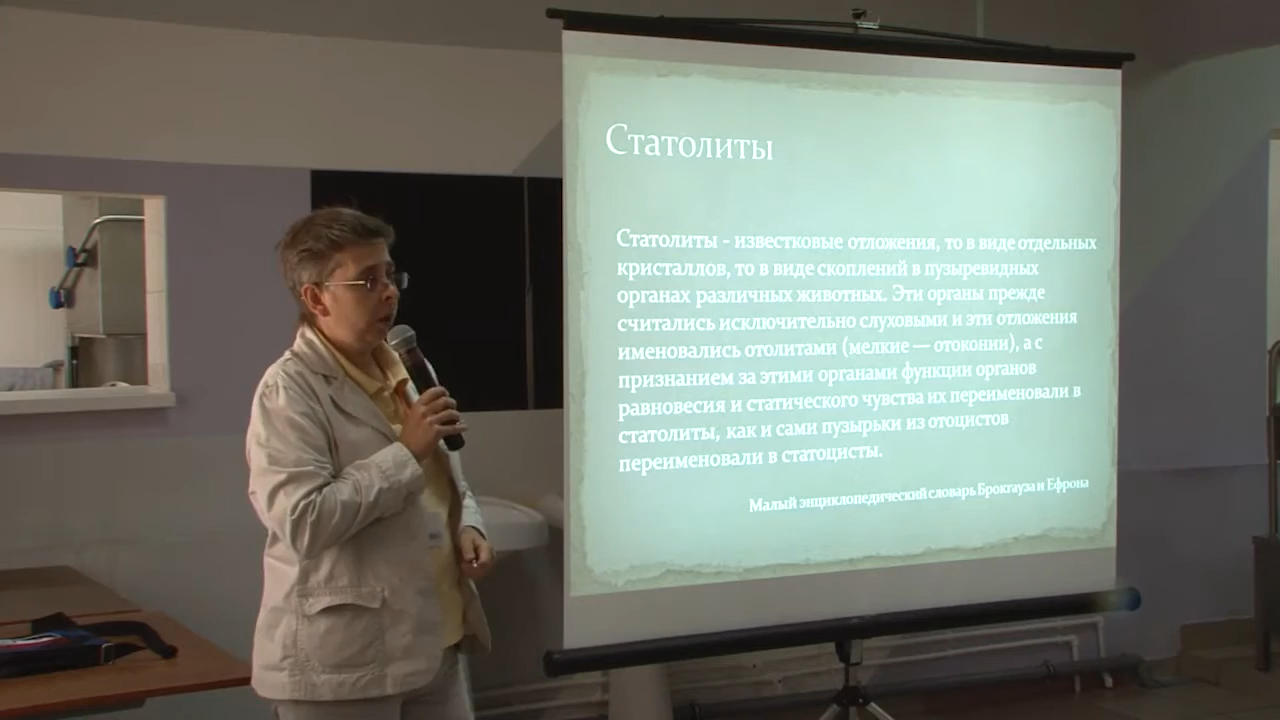 Статолиты
Статолиты - известковые отложения, то в виде отдельных
кристаллов, то в виде скоплений в пузыревидных
органах различных животных. Эти органы прежде
считались исключительно слуховыми и эти отложения
именовались отолитами (мелкие — отоконии), а с
признанием за этими органами функции органов
равновесия и статического чувства их переименовали в
статолиты, как и сами пузырьки из отоцистов
переименовали в статоцисты.
Малый энциклопедический словарь Брокгауза и Ефрона